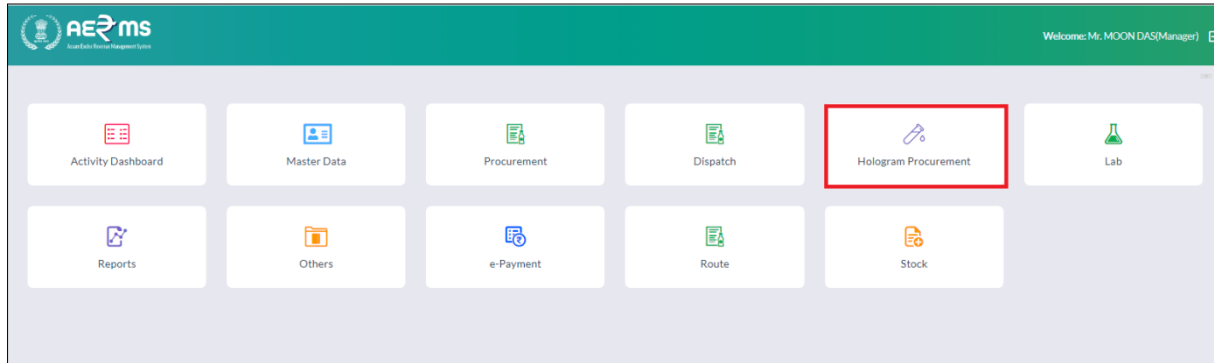 AERMS
Assam Excise Revenue Management System
Welcome: Mr. MOON DAS(Manager)
Activity Dashboard
Master Data
Procurement
Dispatch
Hologram Procurement
Lab
Reports
Others
e-Payment
Route
Stock